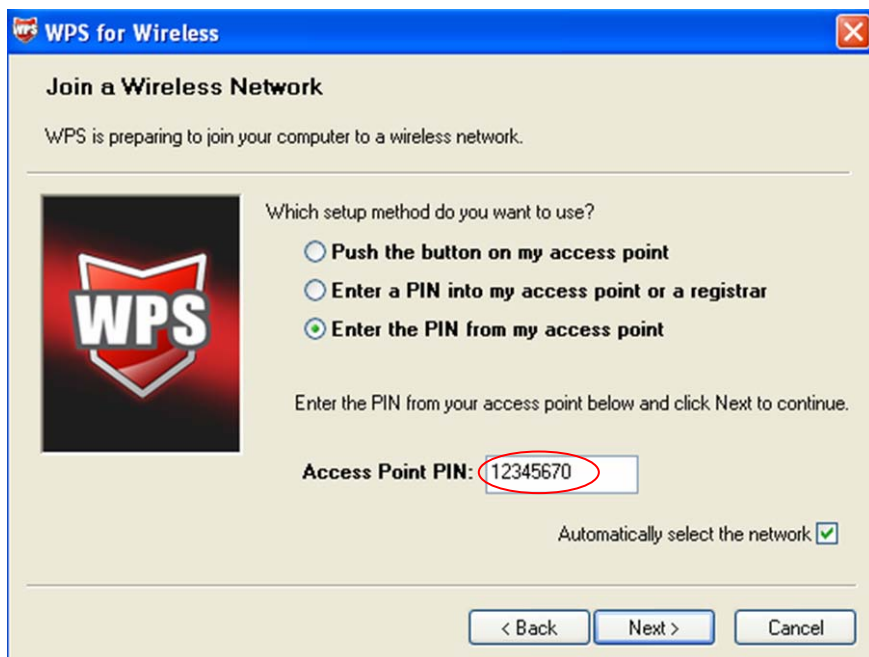 WPS for Wireless
Join a Wireless Network
WPS is preparing to join your computer to a wireless network.
Which setup method do you want to use?
Push the button on my access point
Enter a PIN into my access point or a registrar
Enter the PIN from my access point
WPS
Enter the PIN from your access point below and click Next to continue.
Access Point PIN: 12345670
Automatically select the network
< Back Next > Cancel